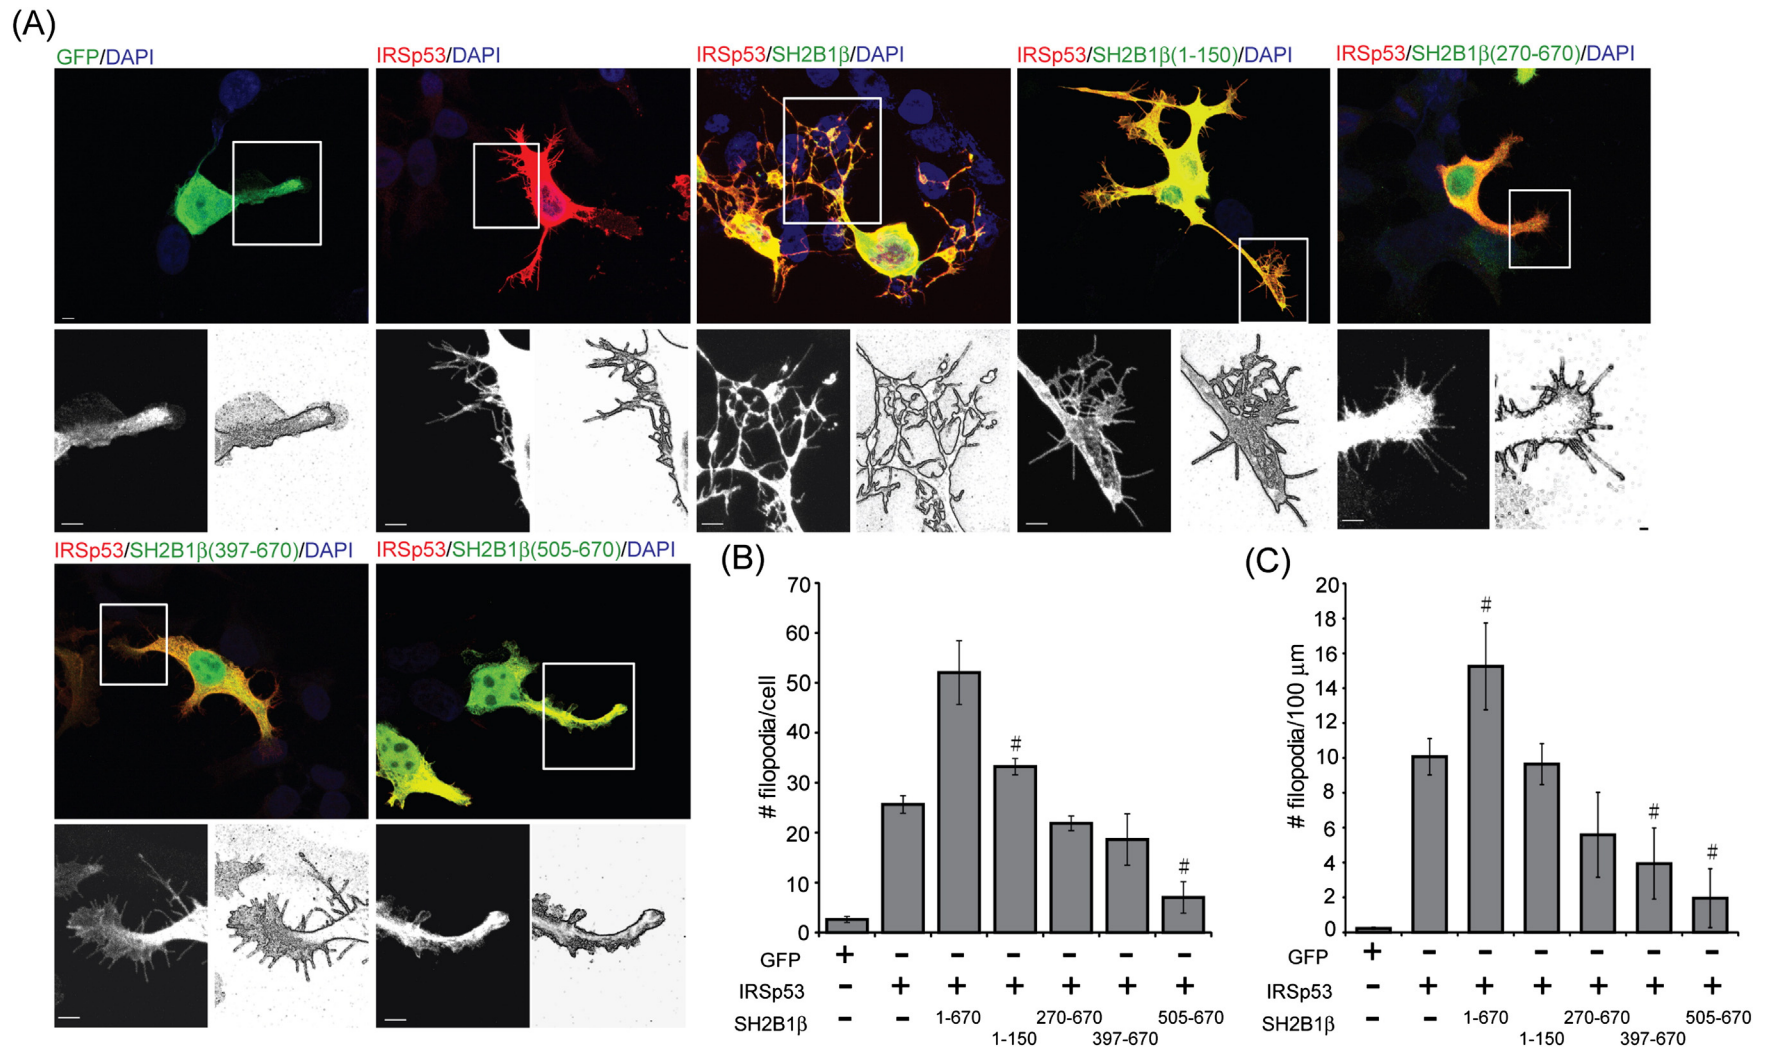 (A)
GFP/DAPI
IRSp53/DAPI
IRSp53/SH2B1β/DAPI
IRSp53/SH2B1β(1-150)/DAPI
IRSp53/SH2B1β(270-670)/DAPI
IRSp53/SH2B1β(397-670)/DAPI
IRSp53/SH2B1β(505-670)/DAPI
(B)
# filopodia/cell
70
60
50
40
30
20
10
0
#
#
GFP + - - - - - -
IRSp53 - + + + + + +
SH2B1β - - 1-670 270-670 505-670
1-150 397-670
(C)
# filopodia/100 μm
20
18
16
14
12
10
8
6
4
2
0
#
#
#
GFP + - - - - - -
IRSp53 - + + + + + +
SH2B1β - - 1-670 270-670 505-670
1-150 397-670